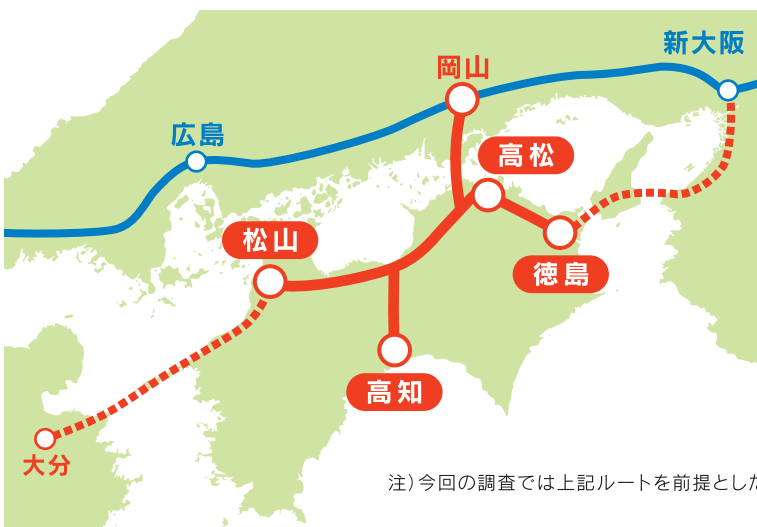 新大阪
岡山
広島
高松
松山
徳島
高知
大分
注)今回の調査では上記ルートを前提とした